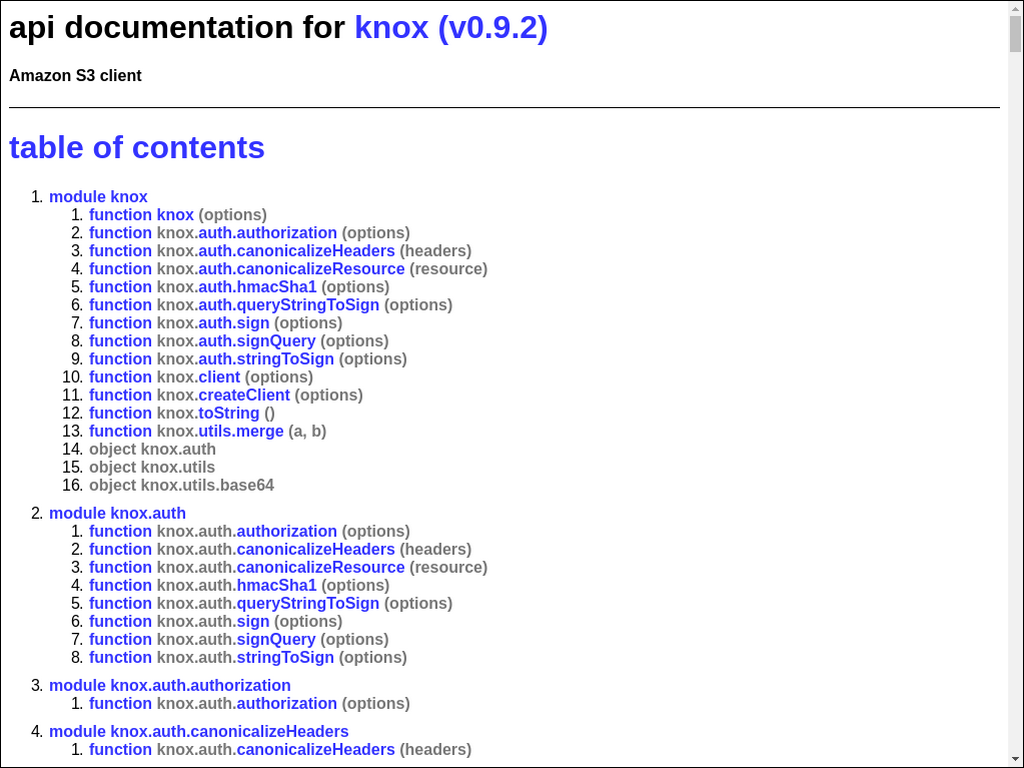 api documentation for knox (v0.9.2)
Amazon S3 client
table of contents
1. module knox
1. function knox (options)
2. function knox.auth.authorization (options)
3. function knox.auth.canonicalizeHeaders (headers)
4. function knox.auth.canonicalizeResource (resource)
5. function knox.auth.hmacSha1 (options)
6. function knox.auth.queryStringToSign (options)
7. function knox.auth.sign (options)
8. function knox.auth.signQuery (options)
9. function knox.auth.stringToSign (options)
10. function knox.client (options)
11. function knox.createClient (options)
12. function knox.toString ()
13. function knox.utils.merge (a, b)
14. object knox.auth
15. object knox.utils
16. object knox.utils.base64
2. module knox.auth
1. function knox.auth.authorization (options)
2. function knox.auth.canonicalizeHeaders (headers)
3. function knox.auth.canonicalizeResource (resource)
4. function knox.auth.hmacSha1 (options)
5. function knox.auth.queryStringToSign (options)
6. function knox.auth.sign (options)
7. function knox.auth.signQuery (options)
8. function knox.auth.stringToSign (options)
3. module knox.auth.authorization
1. function knox.auth.authorization (options)
4. module knox.auth.canonicalizeHeaders
1. function knox.auth.canonicalizeHeaders (headers)